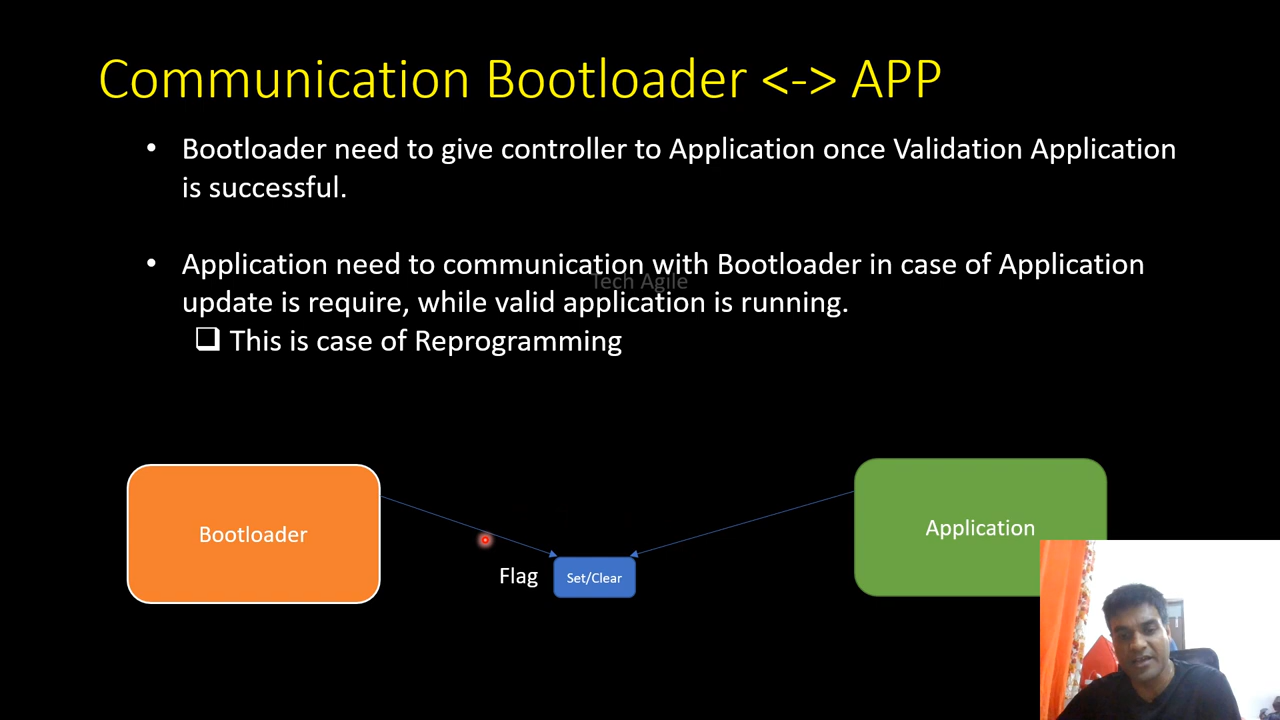 Communication Bootloader <-> APP
• Bootloader need to give controller to Application once Validation Application
is successful.
• Application need to communication with Bootloader in case of Application
Tech Agile
update is require, while valid application is running.
❑ This is case of Reprogramming
Bootloader
Application
Flag
Set/Clear